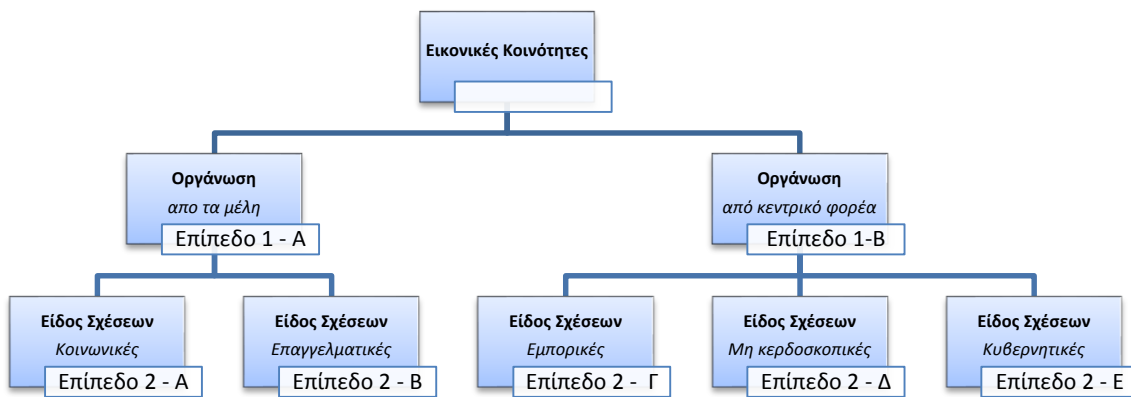 Εικονικές Κοινότητες
Οργάνωση
απο τα μέλη
Επίπεδο 1 - Α
Οργάνωση
από κεντρικό φορέα
Επίπεδο 1-Β
Είδος Σχέσεων
Κοινωνικές
Επίπεδο 2 - Α
Είδος Σχέσεων
Επαγγελματικές
Επίπεδο 2 - Β
Είδος Σχέσεων
Εμπορικές
Επίπεδο 2 - Γ
Είδος Σχέσεων
Μη κερδοσκοπικές
Επίπεδο 2 - Δ
Είδος Σχέσεων
Κυβερνητικές
Επίπεδο 2 - Ε